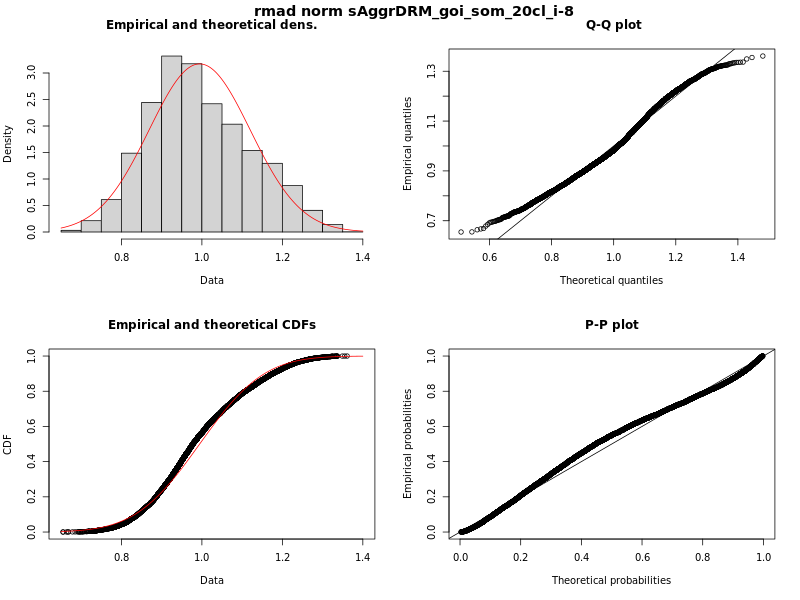 rmad norm sAggrDRM_goi_som_20cl_i-8
Empirical and theoretical dens.
Density
0.0 0.5 1.0 1.5 2.0 2.5 3.0
0.8 1.0 1.2 1.4
Data
Q-Q plot
Empirical quantiles
0.7 0.9 1.1 1.3
0.6 0.8 1.0 1.2 1.4
Theoretical quantiles
Empirical and theoretical CDFs
CDF
0.0 0.2 0.4 0.6 0.8 1.0
0.8 1.0 1.2 1.4
Data
P-P plot
Empirical probabilities
0.0 0.2 0.4 0.6 0.8 1.0
0.0 0.2 0.4 0.6 0.8 1.0
Theoretical probabilities